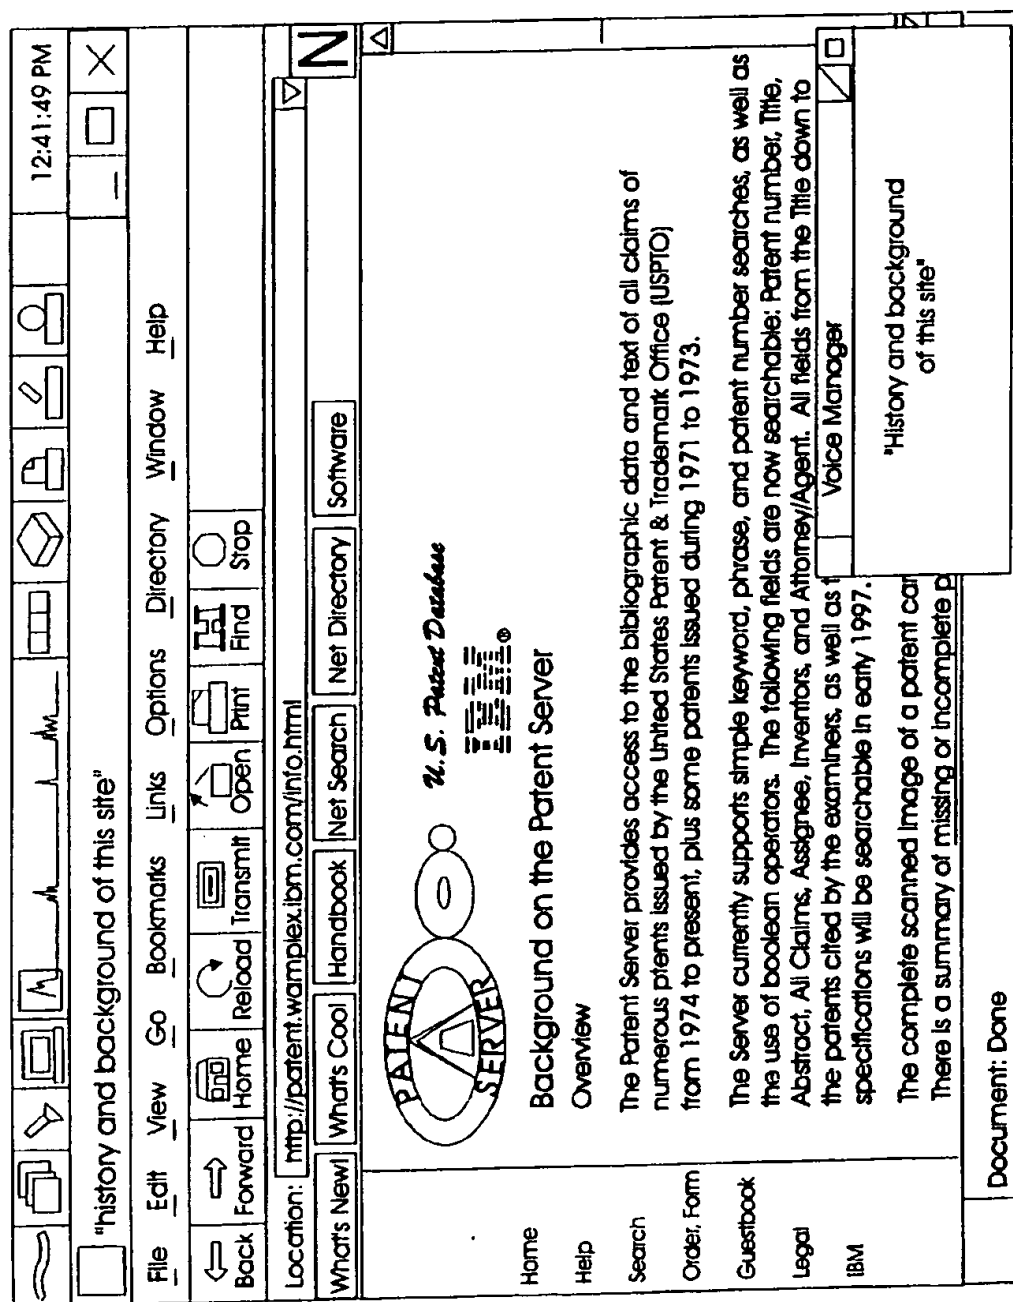 12:41:49 PM
"history and background of this site"
File Edit View Go Bookmarks Links Options Directory Window Help
Back Forward Home Reload Transmit Open Print Find Stop
Location: http://patent.wamplex.ibm.com/info.html
N
What's New! What's Cool Handbook Net Search Net Directory Software
PATENT SERVER
U.S. Patent Database
IBM®
Home
Help
Search
Order, Form
Guestbook
Legal
IBM
Background on the Patent Server
Overview
The Patent Server provides access to the bibliographic data and text of all claims of
numerous ptents issued by the United States Patent & Trademark Office (USPTO)
from 1974 to present, plus some patents issued during 1971 to 1973.
The Server currently supports simple keyword, phrase, and patent number searches, as well as
the use of boolean operators. The following fields are now searchable: Patent number, Title,
Abstract, All Claims, Assignee, Inventors, and Attorney/Agent. All fields from the Title down to
the patents cited by the examiners, as well as t
specifications will be searchable in early 1997.
The complete scanned image of a patent can
There is a summary of missing or incomplete p
Voice Manager
"History and background
of this site"
Document: Done